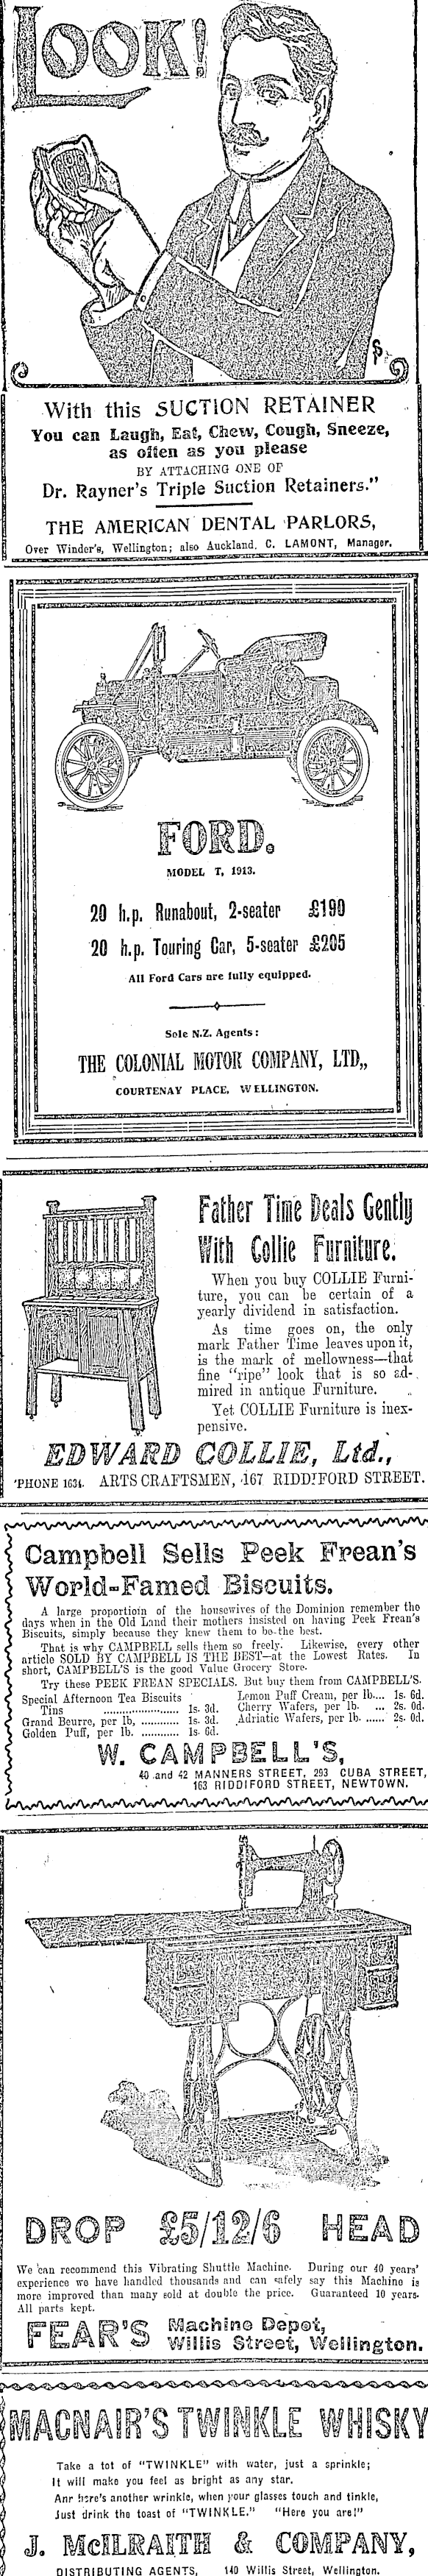 LOOK!
With this SUCTION RETAINER
You can Laugh, Eat, Chew, Cough, Sneeze,
as often as you please
BY ATTACHING ONE OF
Dr. Rayner's Triple Suction Retainers."
THE AMERICAN DENTAL PARLORS,
Over Winder's, Wellington; also Auckland. C. LAMONT, Manager.
FORD.
MODEL T, 1913.
20 h.p. Runabout, 2-seater £190
20 h.p. Touring Car, 5-seater £205
All Ford Cars are fully equipped.
Sole N.Z. Agents:
THE COLONIAL MOTOR COMPANY, LTD.,
COURTENAY PLACE, WELLINGTON.
Father Time Deals Gently
With Collie Furniture.
When you buy COLLIE Furni-
ture, you can be certain of a
yearly dividend in satisfaction.
As time goes on, the only
mark Father Time leaves upon it,
is the mark of mellowness—that
fine "ripe" look that is so ad-
mired in antique Furniture.
Yet COLLIE Furniture is inex-
pensive.
EDWARD COLLIE, Ltd.,
'PHONE 1634. ARTS CRAFTSMEN, 167 RIDDIFORD STREET.
Campbell Sells Peek Frean's
World-Famed Biscuits.
A large proportioin of the housewives of the Dominion remember the
days when in the Old Land their mothers insisted on having Peek Frean's
Biscuits, simply because they knew them to be the best.
That is why CAMPBELL sells them so freely. Likewise, every other
article SOLD BY CAMPBELL IS THE BEST—at the Lowest Rates. In
short, CAMPBELL'S is the good Value Grocery Store.
Try these PEEK FREAN SPECIALS. But buy them from CAMPBELL'S.
Special Afternoon Tea Biscuits
Tins ..................... 1s. 3d.
Grand Beurre, per lb, ........... 1s. 3d.
Golden Puff, per lb. ........... 1s. 6d.
Lemon Puff Cream, per lb.... 1s. 6d.
Cherry Wafers, per lb. ... 2s. 0d.
Adriatic Wafers, per lb. ...... 2s. 0d.
W. CAMPBELL'S,
40 and 42 MANNERS STREET, 293 CUBA STREET,
163 RIDDIFORD STREET, NEWTOWN.
DROP £5/12/6 HEAD
We can recommend this Vibrating Shuttle Machine. During our 40 years'
experience we have handled thousands and can safely say this Machine is
more improved than many sold at double the price. Guaranteed 10 years.
All parts kept.
FEAR'S Machine Depot,
Willis Street, Wellington.
MACNAIR'S TWINKLE WHISKY
Take a tot of "TWINKLE" with water, just a sprinkle;
It will make you feel as bright as any star.
Anr here's another wrinkle, when your glasses touch and tinkle,
Just drink the toast of "TWINKLE." "Here you are!"
J. McILRAITH & COMPANY,
DISTRIBUTING AGENTS, 140 Willis Street, Wellington.